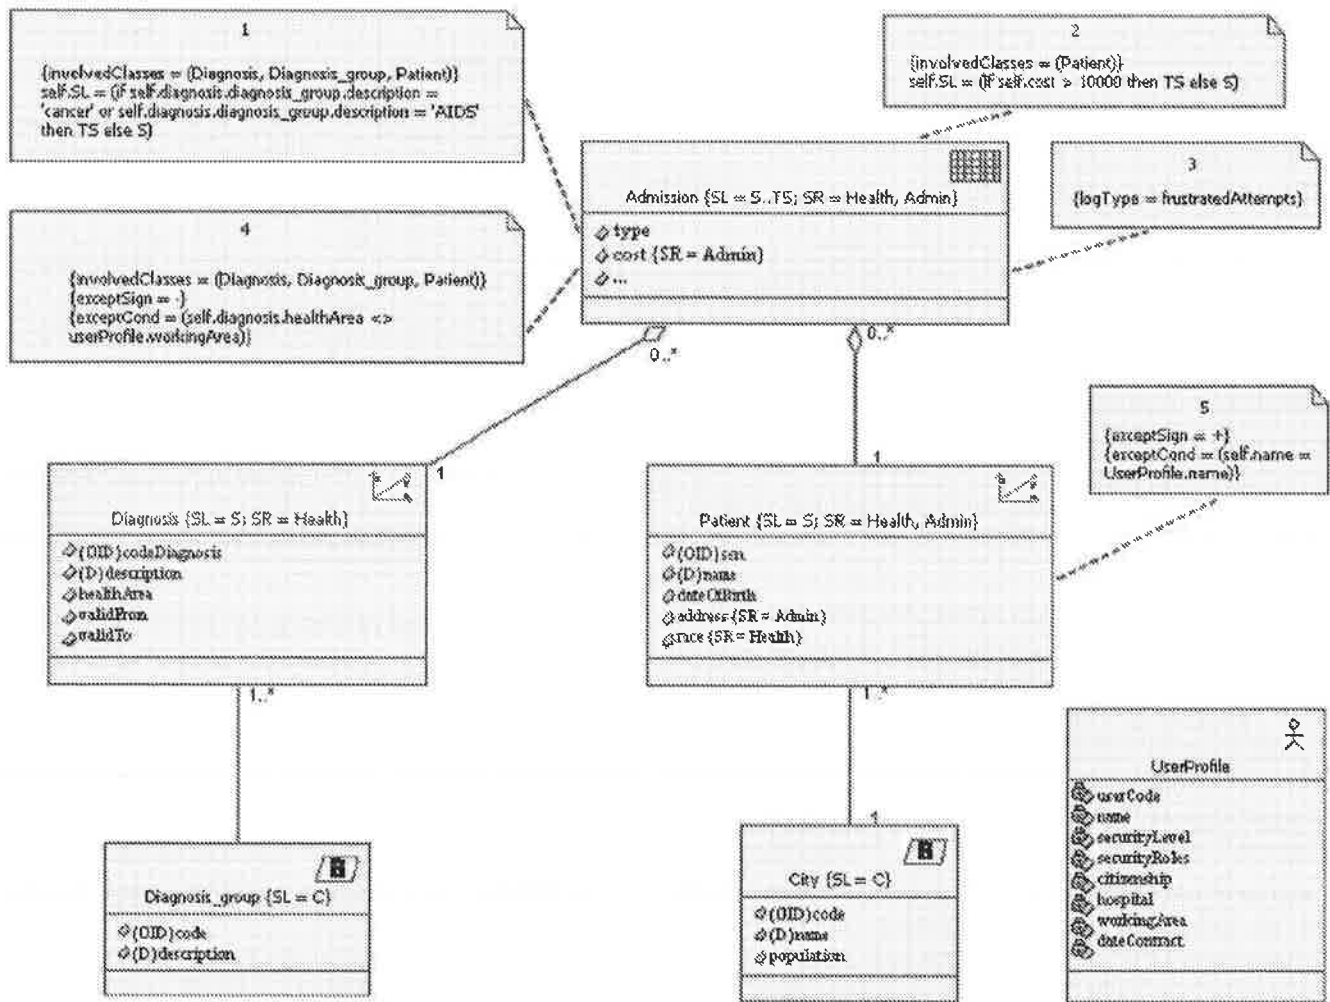 1
{involvedClasses = (Diagnosis, Diagnosis_group, Patient)}
self.SL = (if self.diagnosis.diagnosis_group.description =
'cancer' or self.diagnosis.diagnosis_group.description = 'AIDS'
then TS else S)
2
{involvedClasses = (Patient)}
self.SL = (if self.cost > 10000 then TS else S)
3
{logType = frustratedAttempts}
4
{involvedClasses = (Diagnosis, Diagnosis_group, Patient)}
{exceptSign = -}
{exceptCond = (self.diagnosis.healthArea <>
userProfile.workingArea)}
Admission {SL = S..TS; SR = Health, Admin}
type
cost {SR = Admin}
...
0..*
0..*
5
{exceptSign = +}
{exceptCond = (self.name =
UserProfile.name)}
1
1
Diagnosis {SL = S; SR = Health}
(OID)codeDiagnosis
(D)description
healthArea
validFrom
validTo
1..*
Patient {SL = S; SR = Health, Admin}
(OID)ssn
(D)name
dateOfBirth
address {SR = Admin}
race {SR = Health}
1..*
1
Diagnosis_group {SL = C}
(OID)code
(D)description
B
City {SL = C}
(OID)code
(D)name
population
B
UserProfile
userCode
name
securityLevel
securityRoles
citizenship
hospital
workingArea
dateContract